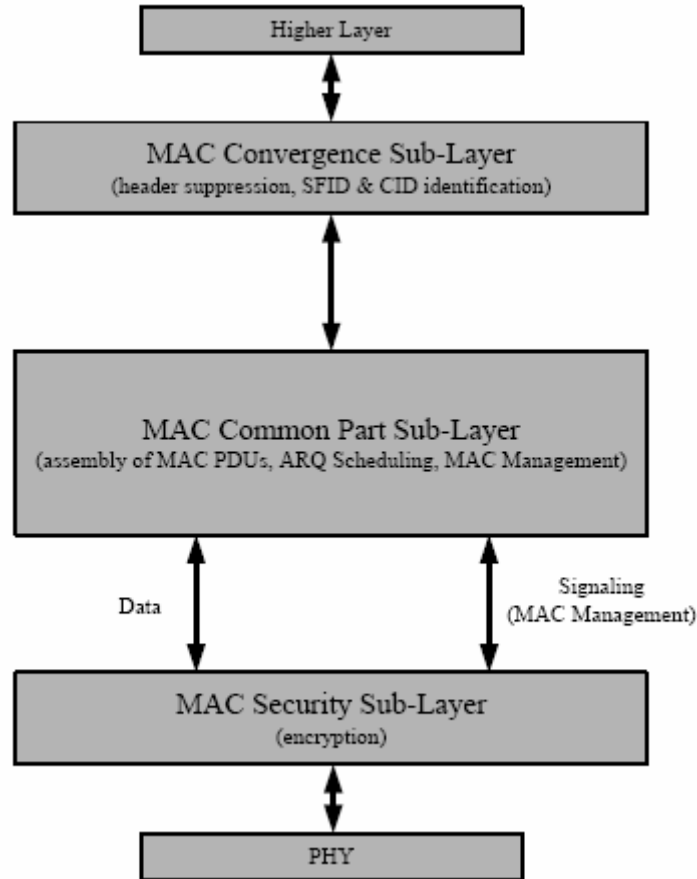 Higher Layer
MAC Convergence Sub-Layer
(header suppression, SFID & CID identification)
MAC Common Part Sub-Layer
(assembly of MAC PDUs, ARQ Scheduling, MAC Management)
Data
Signaling
(MAC Management)
MAC Security Sub-Layer
(encryption)
PHY